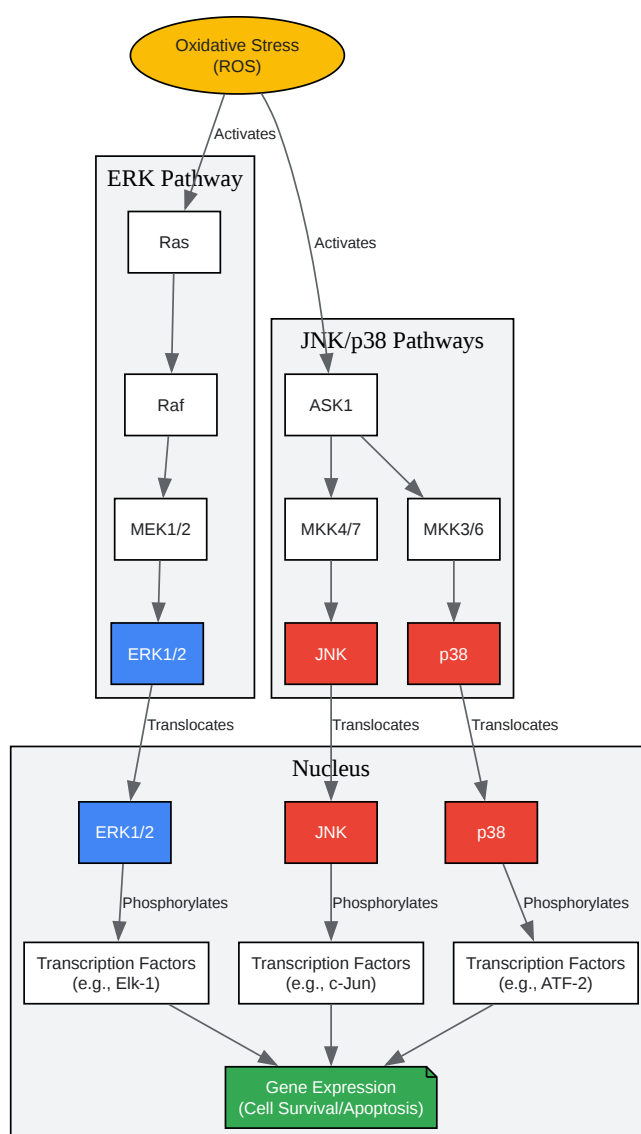 Oxidative Stress
(ROS)
Activates
ERK Pathway
Ras
Activates
JNK/p38 Pathways
Raf
ASK1
MEK1/2
MKK4/7
MKK3/6
ERK1/2
JNK
p38
Translocates
Translocates
Translocates
Nucleus
ERK1/2
JNK
p38
Phosphorylates
Phosphorylates
Phosphorylates
Transcription Factors
(e.g., Elk-1)
Transcription Factors
(e.g., c-Jun)
Transcription Factors
(e.g., ATF-2)
Gene Expression
(Cell Survival/Apoptosis)